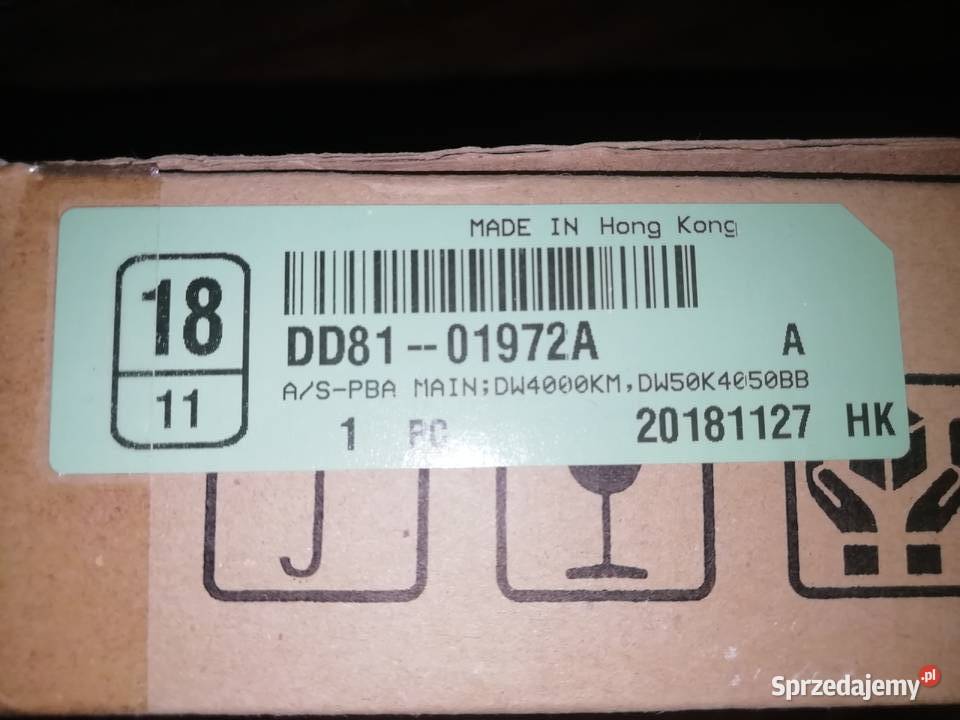 MADE IN Hong Kong
18
11
DD81--01972A A
A/S-PBA MAIN;DW4000KM,DW50K4050BB
1 PC 20181127 HK
Sprzedajemy.pl